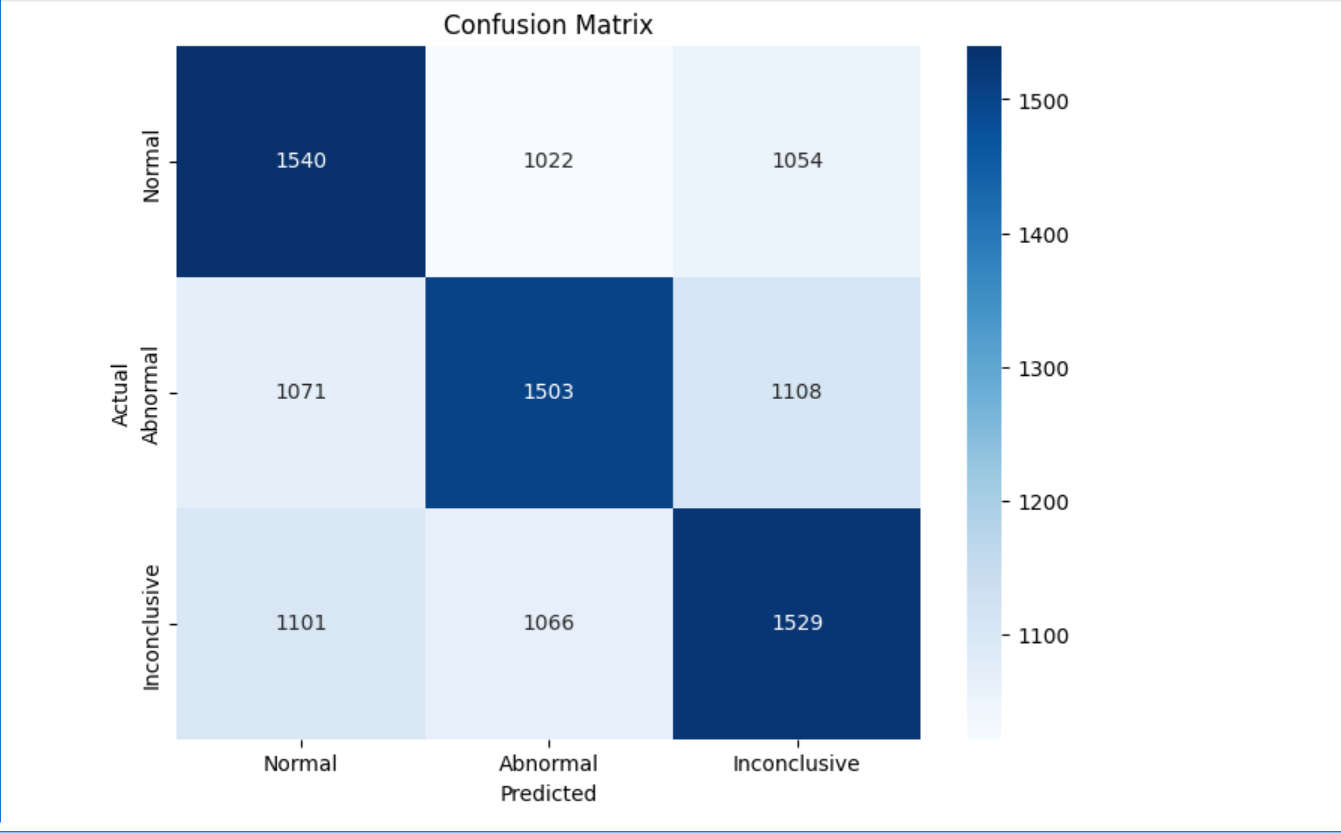 Confusion Matrix
Normal
1540
1022
1054
1500
1400
Actual
Abnormal
1071
1503
1108
1300
1200
Inconclusive
1101
1066
1529
1100
Normal
Abnormal
Inconclusive
Predicted